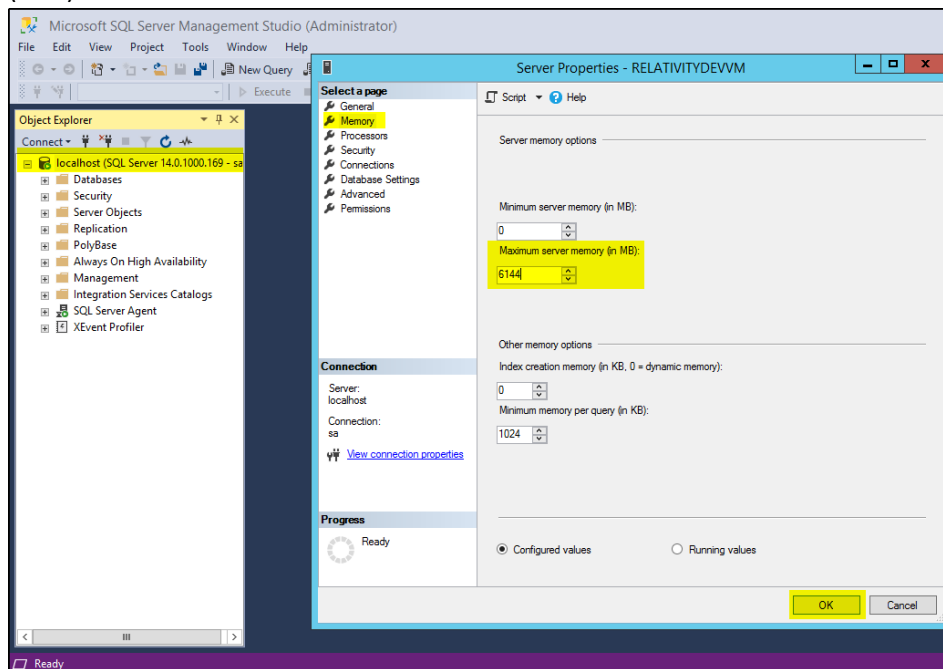 Microsoft SQL Server Management Studio (Administrator)
File Edit View Project Tools Window Help
New Query
Execute
Object Explorer
Connect
localhost (SQL Server 14.0.1000.169 - sa
Databases
Security
Server Objects
Replication
PolyBase
Always On High Availability
Management
Integration Services Catalogs
SQL Server Agent
XEvent Profiler
Ready
Server Properties - RELATIVITYDEVVM
Select a page
General
Memory
Processors
Security
Connections
Database Settings
Advanced
Permissions
Connection
Server:
localhost
Connection:
sa
View connection properties
Progress
Ready
Script Help
Server memory options
Minimum server memory (in MB):
0
Maximum server memory (in MB):
6144
Other memory options
Index creation memory (in KB, 0 = dynamic memory):
0
Minimum memory per query (in KB):
1024
Configured values Running values
OK Cancel